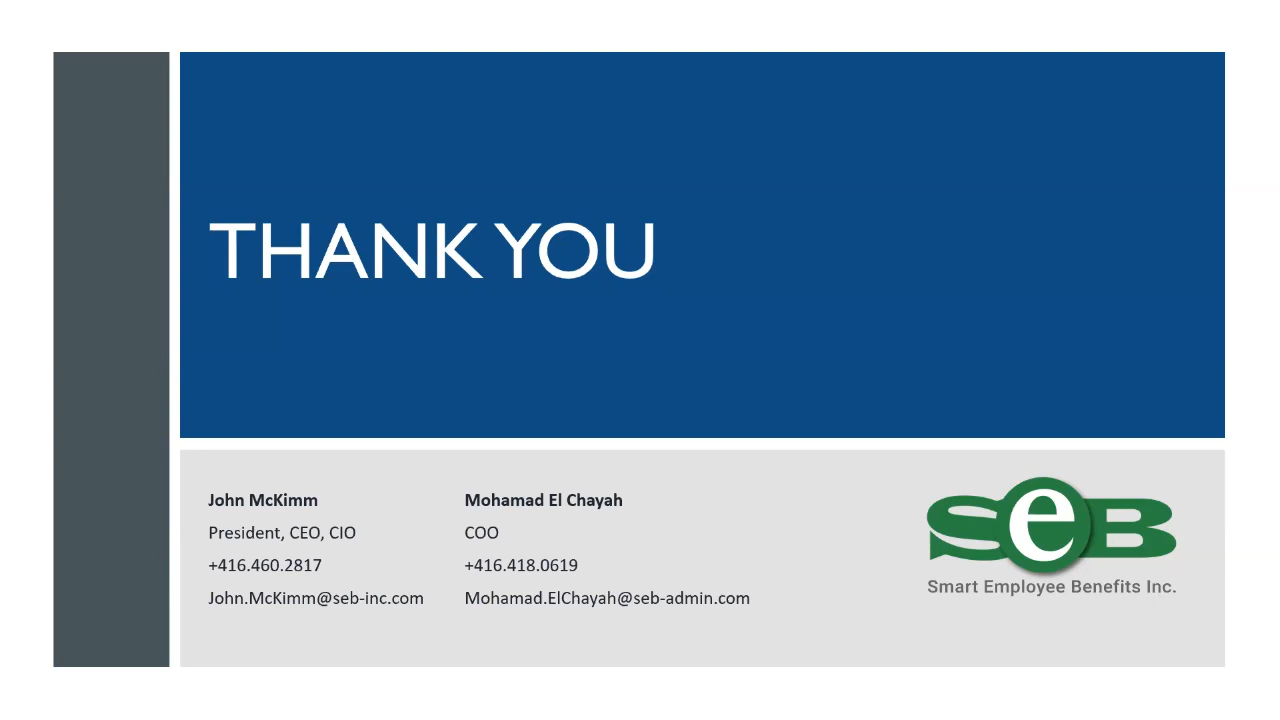 THANK YOU
John McKimm
President, CEO, CIO
+416.460.2817
John.McKimm@seb-inc.com
Mohamad El Chayah
COO
+416.418.0619
Mohamad.ElChayah@seb-admin.com
SeB
Smart Employee Benefits Inc.